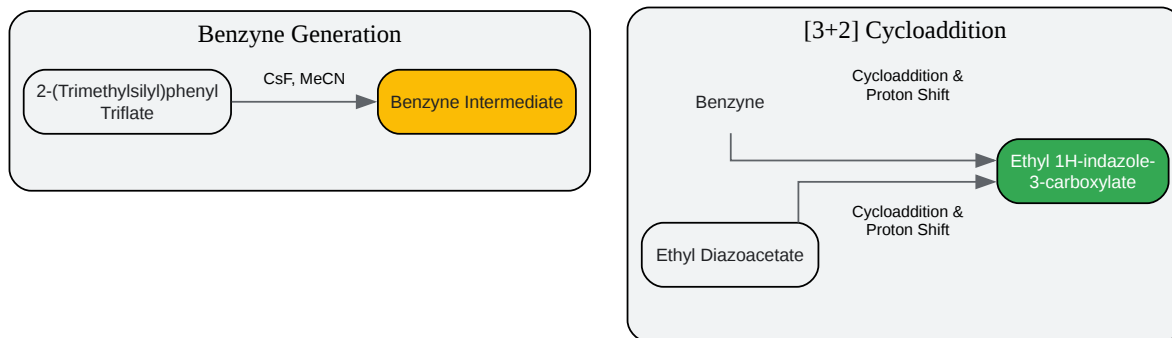 Benzyne Generation
2-(Trimethylsilyl)phenyl
Triflate
CsF, MeCN
Benzyne Intermediate
[3+2] Cycloaddition
Benzyne
Cycloaddition &
Proton Shift
Ethyl 1H-indazole-
3-carboxylate
Cycloaddition &
Proton Shift
Ethyl Diazoacetate